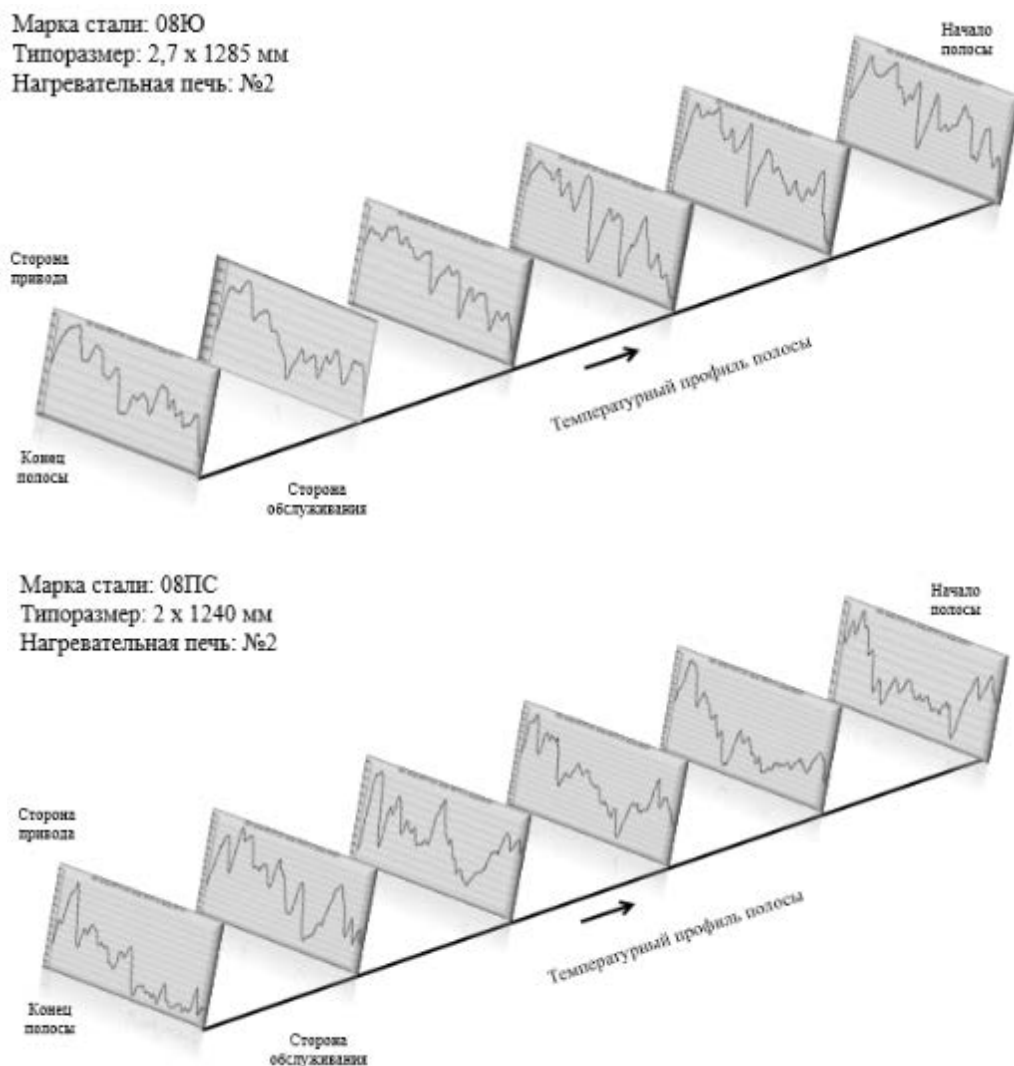 Марка стали: 08Ю
Типоразмер: 2,7 х 1285 мм
Нагревательная печь: №2
Начало
полосы
Сторона
привода
Температурный профиль полосы
Конец
полосы
Сторона
обслуживания
Марка стали: 08ПС
Типоразмер: 2 х 1240 мм
Нагревательная печь: №2
Начало
полосы
Сторона
привода
Температурный профиль полосы
Конец
полосы
Сторона
обслуживания